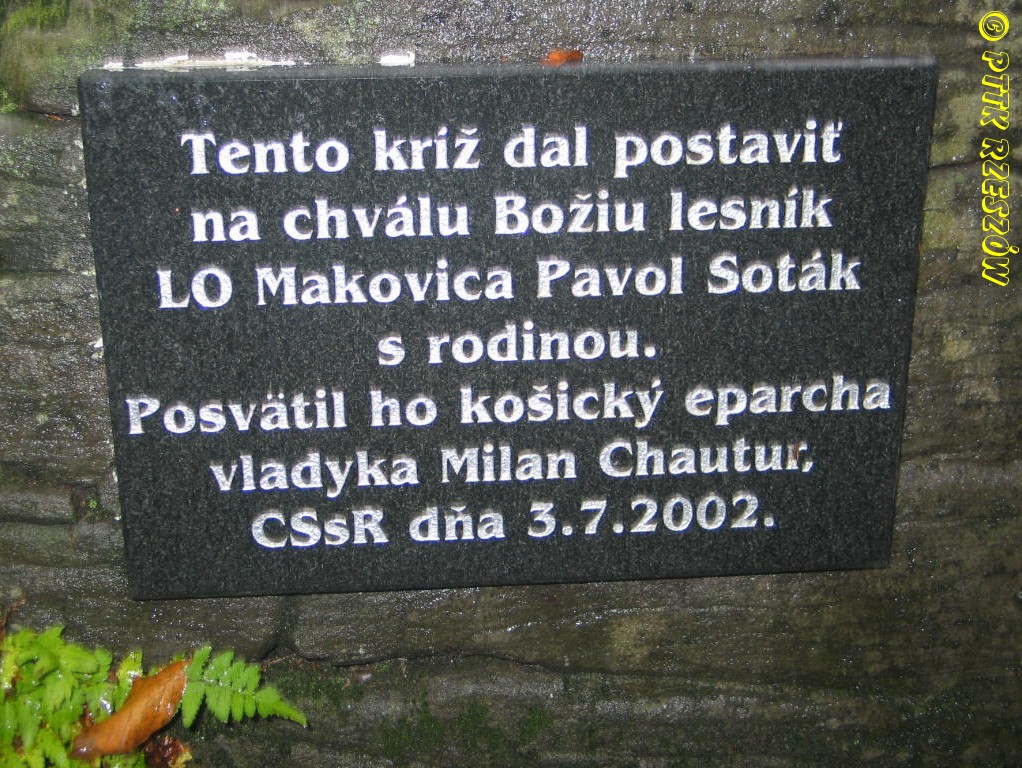 Tento kríž dal postaviť
na chválu Božiu lesník
LO Makovica Pavol Soták
s rodinou.
Posvätil ho košický eparcha
vladyka Milan Chautur,
CSsR dňa 3.7.2002.
© PTTK RZESZÓW